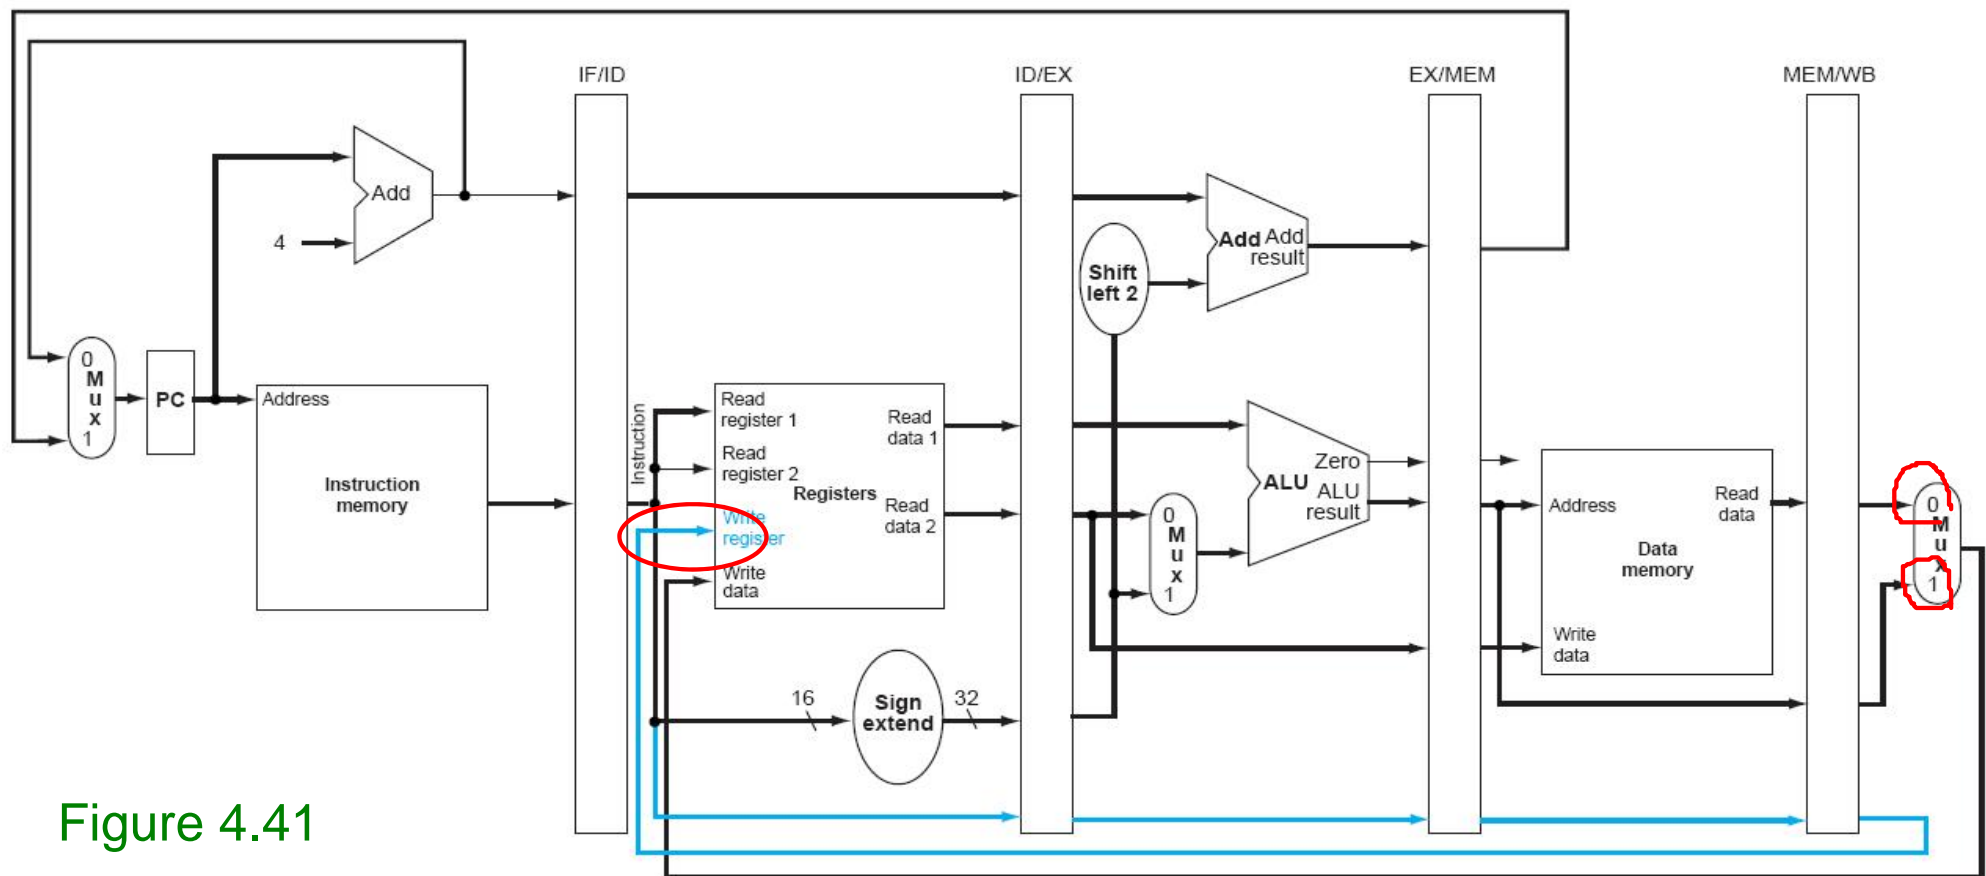 IF/ID
ID/EX
EX/MEM
MEM/WB
Add
4
Add Add
result
Shift
left 2
0
M
u
x
1
PC
Address
Instruction
memory
Instruction
Read
register 1
Read
register 2
Write
register
Write
data
Registers
Read
data 1
Read
data 2
16
Sign
extend
32
0
M
u
x
1
Zero
ALU
ALU
result
Address
Read
data
Data
memory
Write
data
0
M
u
x
1
Figure 4.41